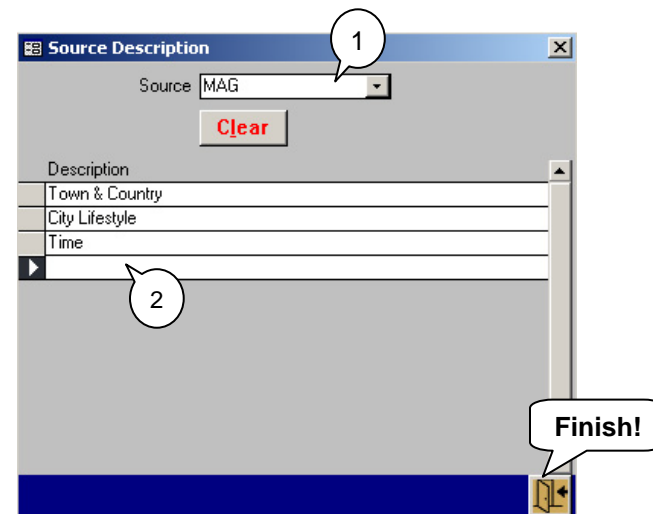 Source Description
1
Source MAG
Clear
Description
Town & Country
City Lifestyle
Time
2
Finish!